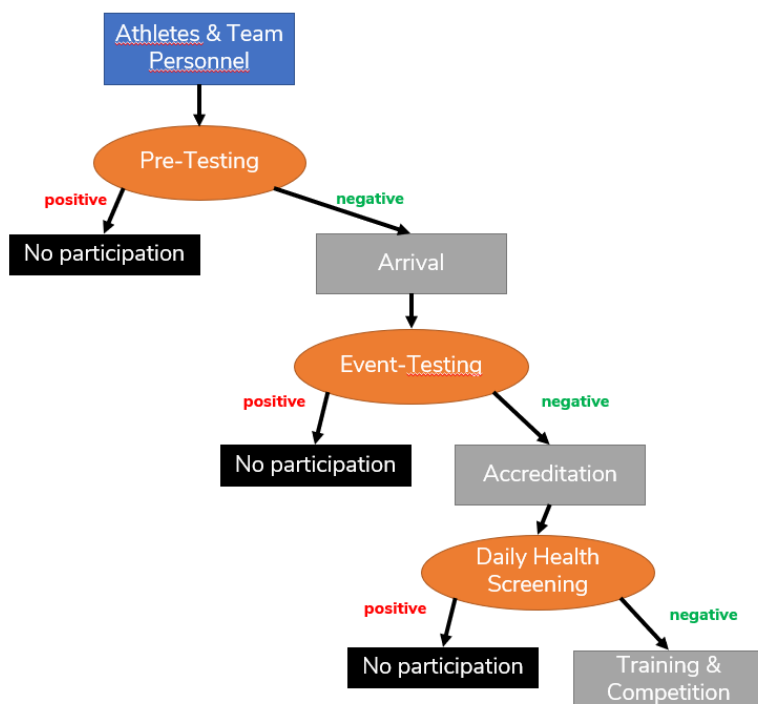 Athletes & Team
Personnel
Pre-Testing
positive
negative
No participation
Arrival
Event-Testing
positive
negative
No participation
Accreditation
Daily Health
Screening
positive
negative
No participation
Training &
Competition